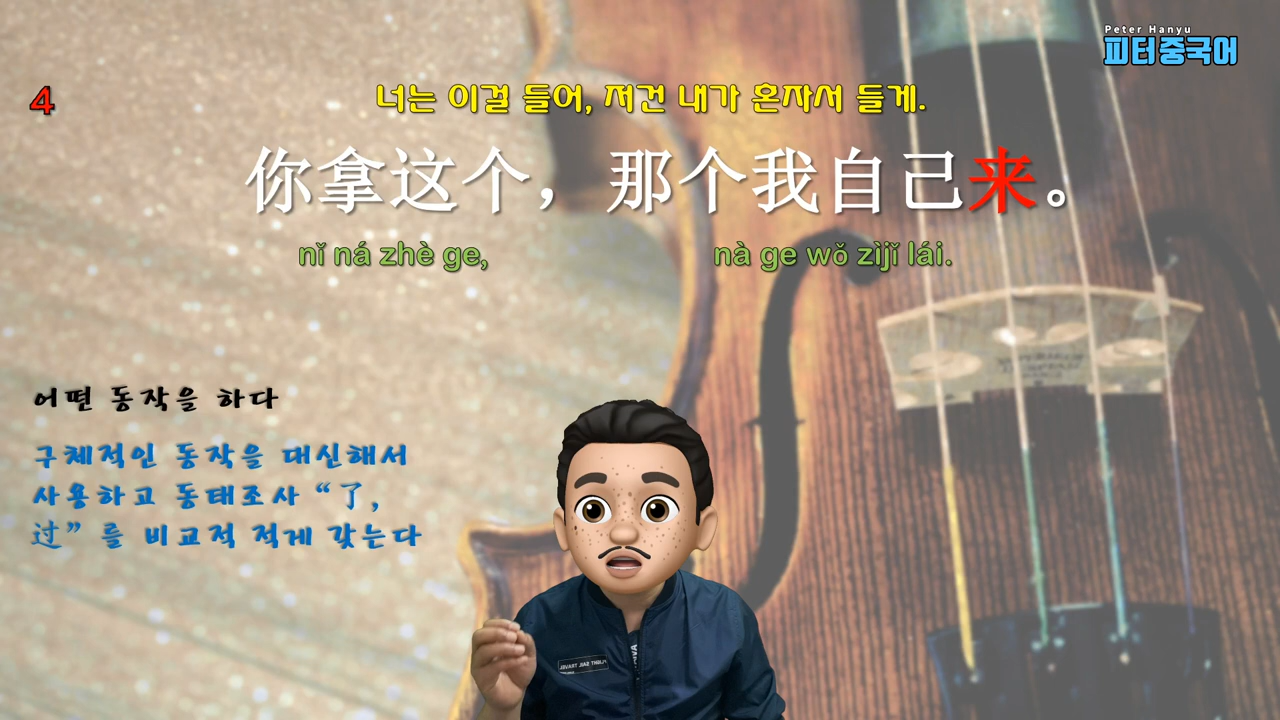 Peter Hanyu
피터중국어
4
너는 이걸 들어, 저건 내가 혼자서 들게.
你拿这个，那个我自己来。
nǐ ná zhè ge, nà ge wǒ zìjǐ lái.
어떤 동작을 하다
구체적인 동작을 대신해서
사용하고 동태조사 “了,
过” 를 비교적 적게 갖는다